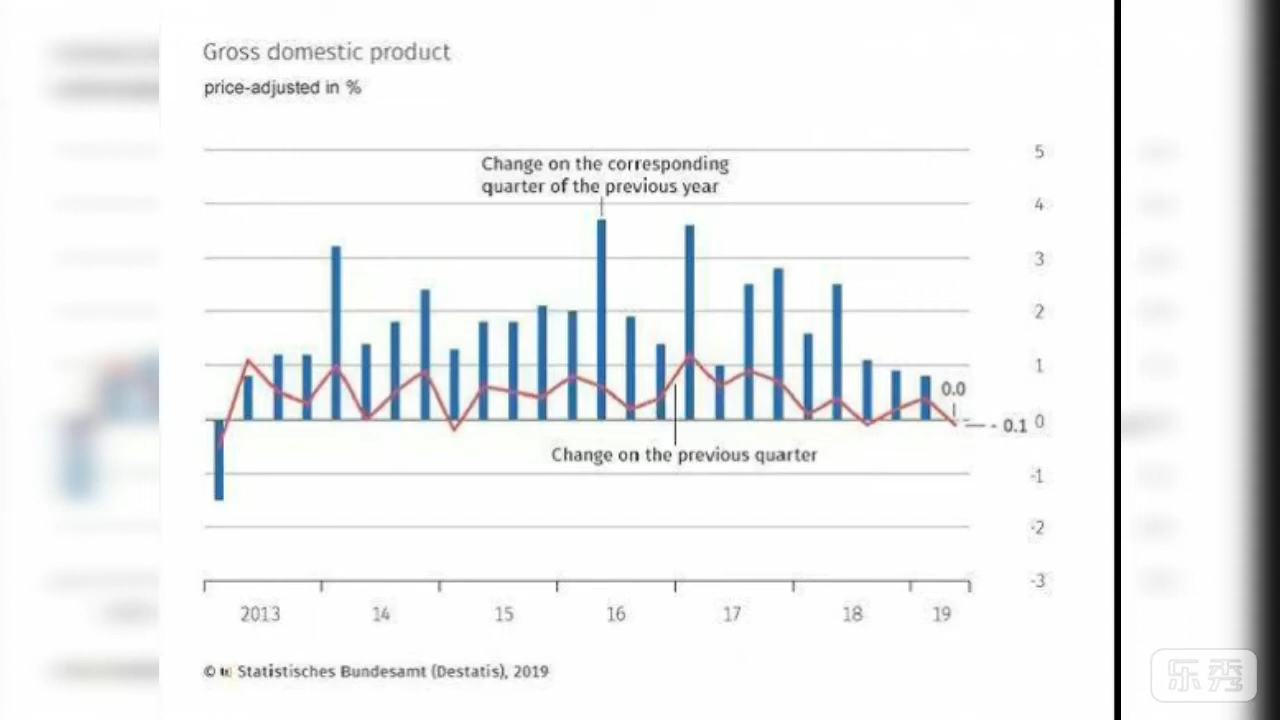 Gross domestic product
price-adjusted in %
5
Change on the corresponding
quarter of the previous year
4
3
2
1
0.0
- 0.1
0
Change on the previous quarter
-1
-2
-3
2013 14 15 16 17 18 19
© Statistisches Bundesamt (Destatis), 2019
乐秀